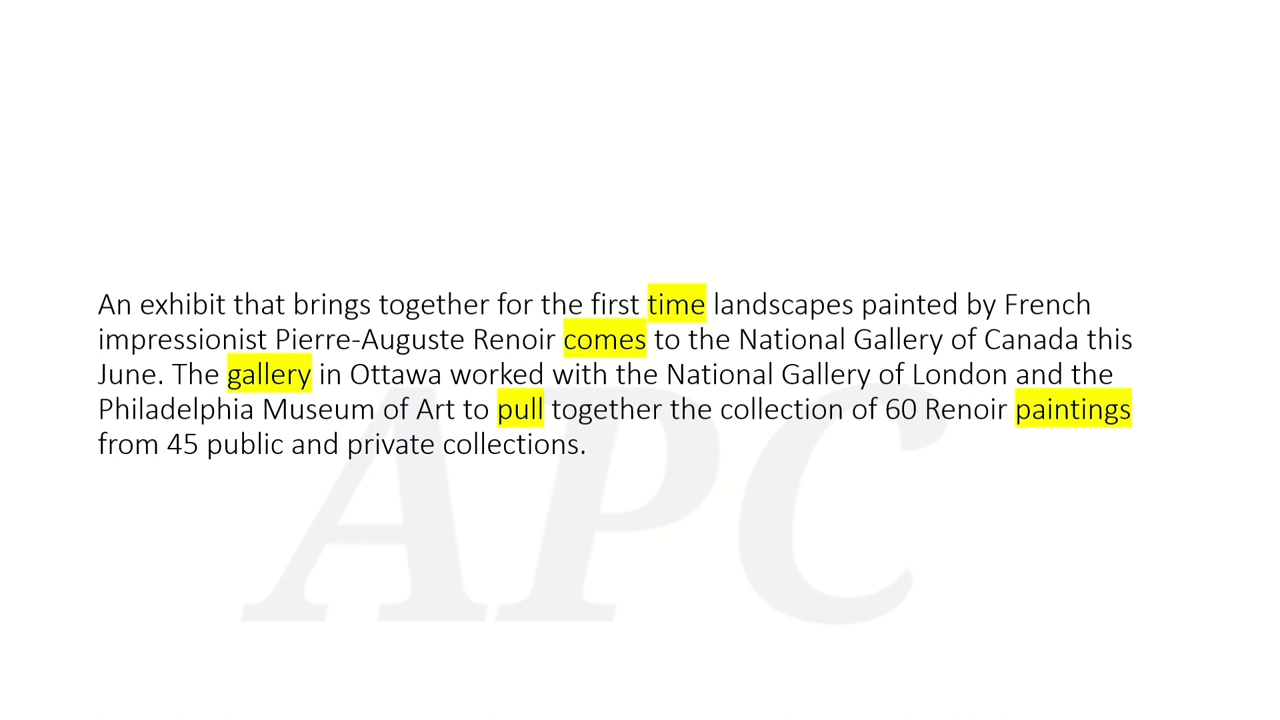 An exhibit that brings together for the first time landscapes painted by French
impressionist Pierre-Auguste Renoir comes to the National Gallery of Canada this
June. The gallery in Ottawa worked with the National Gallery of London and the
Philadelphia Museum of Art to pull together the collection of 60 Renoir paintings
from 45 public and private collections.
APC